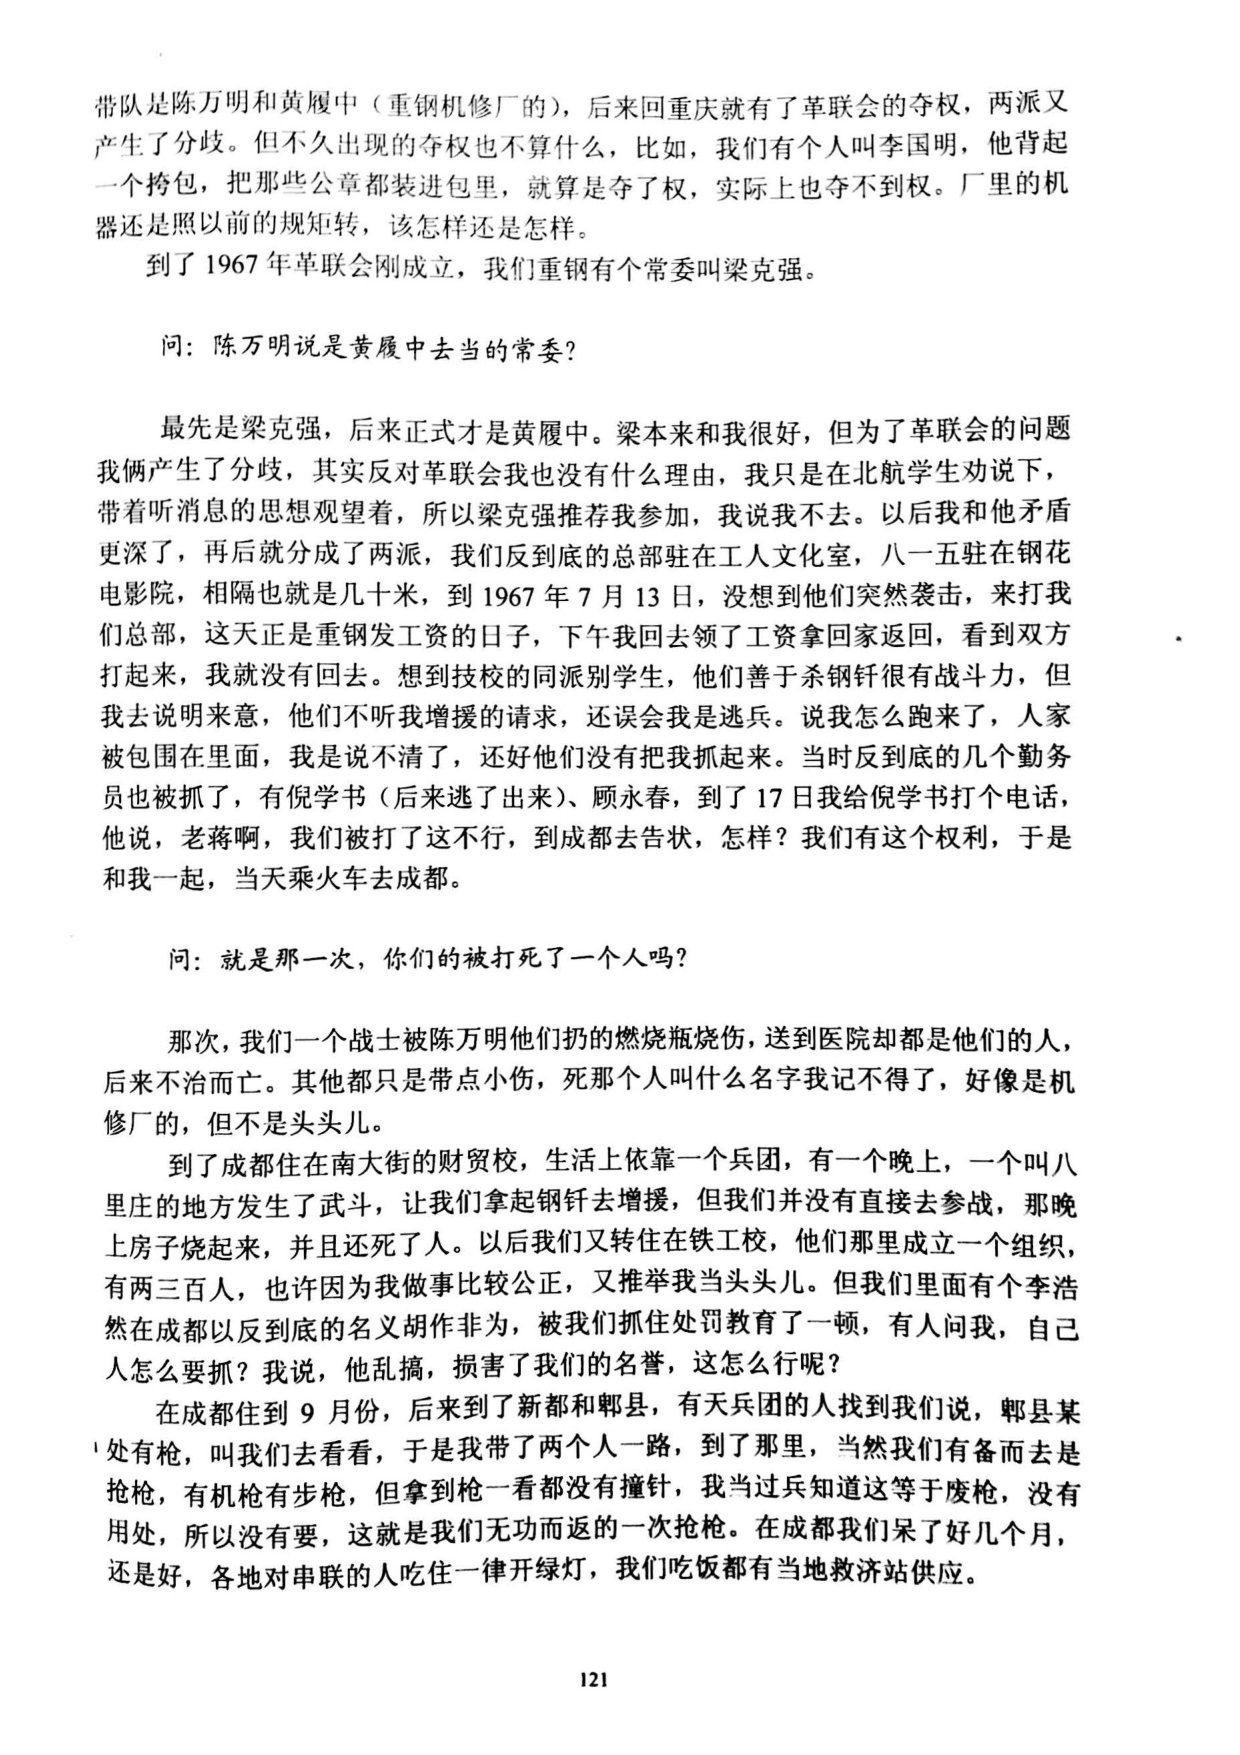 带队是陈万明和黄履中（重钢机修厂的），后来回重庆就有了革联会的夺权，两派又
产生了分歧。但不久出现的夺权也不算什么，比如，我们有个人叫李国明，他背起
一个挎包，把那些公章都装进包里，就算是夺了权，实际上也夺不到权。厂里的机
器还是照以前的规矩转，该怎样还是怎样。
到了 1967 年革联会刚成立，我们重钢有个常委叫梁克强。
问：陈万明说是黄履中去当的常委？
最先是梁克强，后来正式才是黄履中。梁本来和我很好，但为了革联会的问题
我俩产生了分歧，其实反对革联会我也没有什么理由，我只是在北航学生劝说下，
带着听消息的思想观望着，所以梁克强推荐我参加，我说我不去。以后我和他矛盾
更深了，再后就分成了两派，我们反到底的总部驻在工人文化室，八一五驻在钢花
电影院，相隔也就是几十米，到 1967 年 7 月 13 日，没想到他们突然袭击，来打我
们总部，这天正是重钢发工资的日子，下午我回去领了工资拿回家返回，看到双方
打起来，我就没有回去。想到技校的同派别学生，他们善于杀钢钎很有战斗力，但
我去说明来意，他们不听我增援的请求，还误会我是逃兵。说我怎么跑来了，人家
被包围在里面，我是说不清了，还好他们没有把我抓起来。当时反到底的几个勤务
员也被抓了，有倪学书（后来逃了出来）、顾永春，到了 17 日我给倪学书打个电话，
他说，老蒋啊，我们被打了这不行，到成都去告状，怎样？我们有这个权利，于是
和我一起，当天乘火车去成都。
问：就是那一次，你们的被打死了一个人吗？
那次，我们一个战士被陈万明他们扔的燃烧瓶烧伤，送到医院却都是他们的人，
后来不治而亡。其他都只是带点小伤，死那个人叫什么名字我记不得了，好像是机
修厂的，但不是头头儿。
到了成都住在南大街的财贸校，生活上依靠一个兵团，有一个晚上，一个叫八
里庄的地方发生了武斗，让我们拿起钢钎去增援，但我们并没有直接去参战，那晚
上房子烧起来，并且还死了人。以后我们又转住在铁工校，他们那里成立一个组织，
有两三百人，也许因为我做事比较公正，又推举我当头头儿。但我们里面有个李浩
然在成都以反到底的名义胡作非为，被我们抓住处罚教育了一顿，有人问我，自己
人怎么要抓？我说，他乱搞，损害了我们的名誉，这怎么行呢？
在成都住到 9 月份，后来到了新都和郫县，有天兵团的人找到我们说，郫县某
处有枪，叫我们去看看，于是我带了两个人一路，到了那里，当然我们有备而去是
抢枪，有机枪有步枪，但拿到枪一看都没有撞针，我当过兵知道这等于废枪，没有
用处，所以没有要，这就是我们无功而返的一次抢枪。在成都我们呆了好几个月，
还是好，各地对串联的人吃住一律开绿灯，我们吃饭都有当地救济站供应。
121